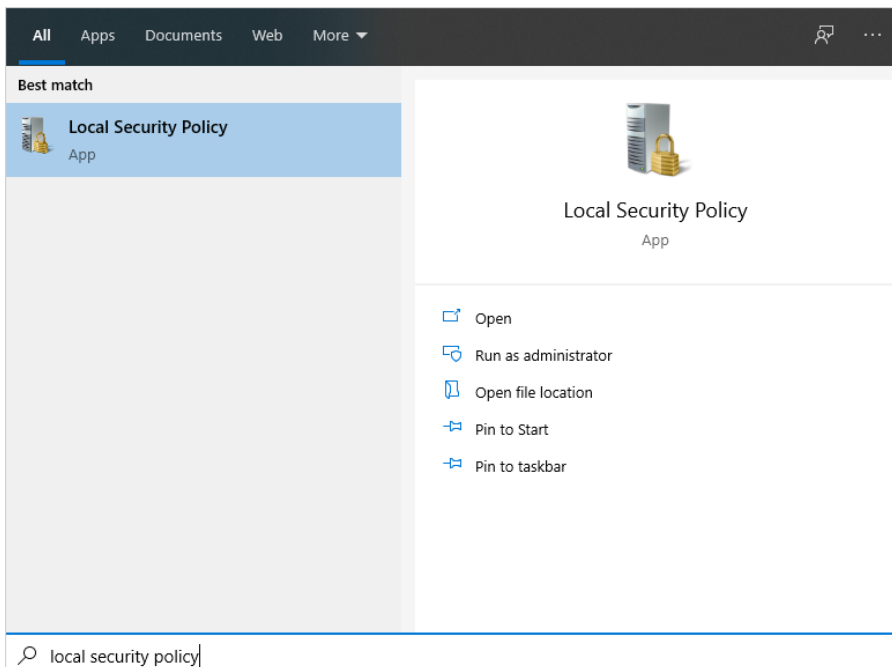 All Apps Documents Web More
Best match
Local Security Policy
App
Local Security Policy
App
Open
Run as administrator
Open file location
Pin to Start
Pin to taskbar
local security policy